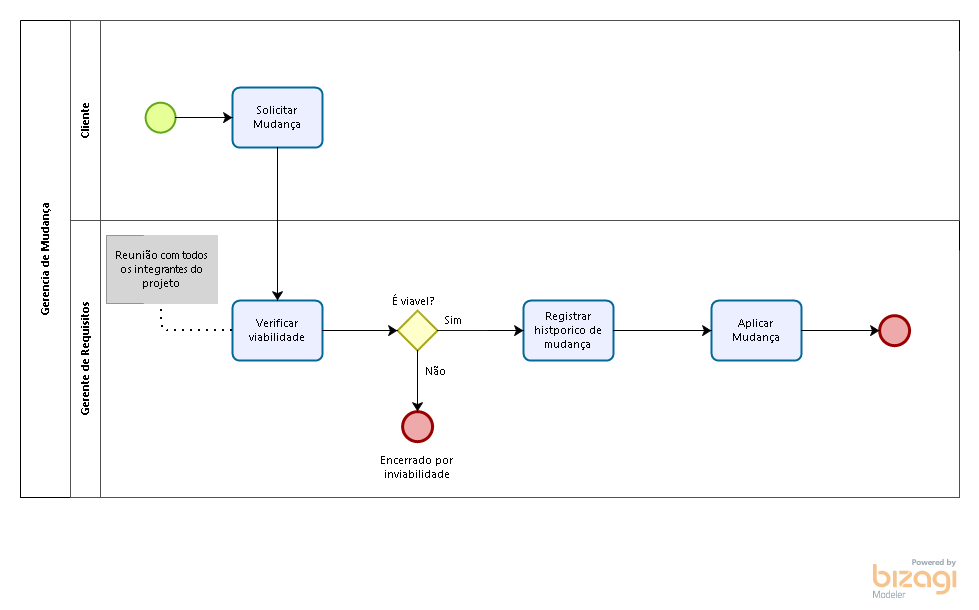 Gerencia de Mudança
Cliente
Solicitar
Mudança
Gerente de Requisitos
Reunião com todos
os integrantes do
projeto
Verificar
viabilidade
É viavel?
Sim
Não
Encerrado por
inviabilidade
Registrar
histporico de
mudança
Aplicar
Mudança
Powered by
bizagi
Modeler